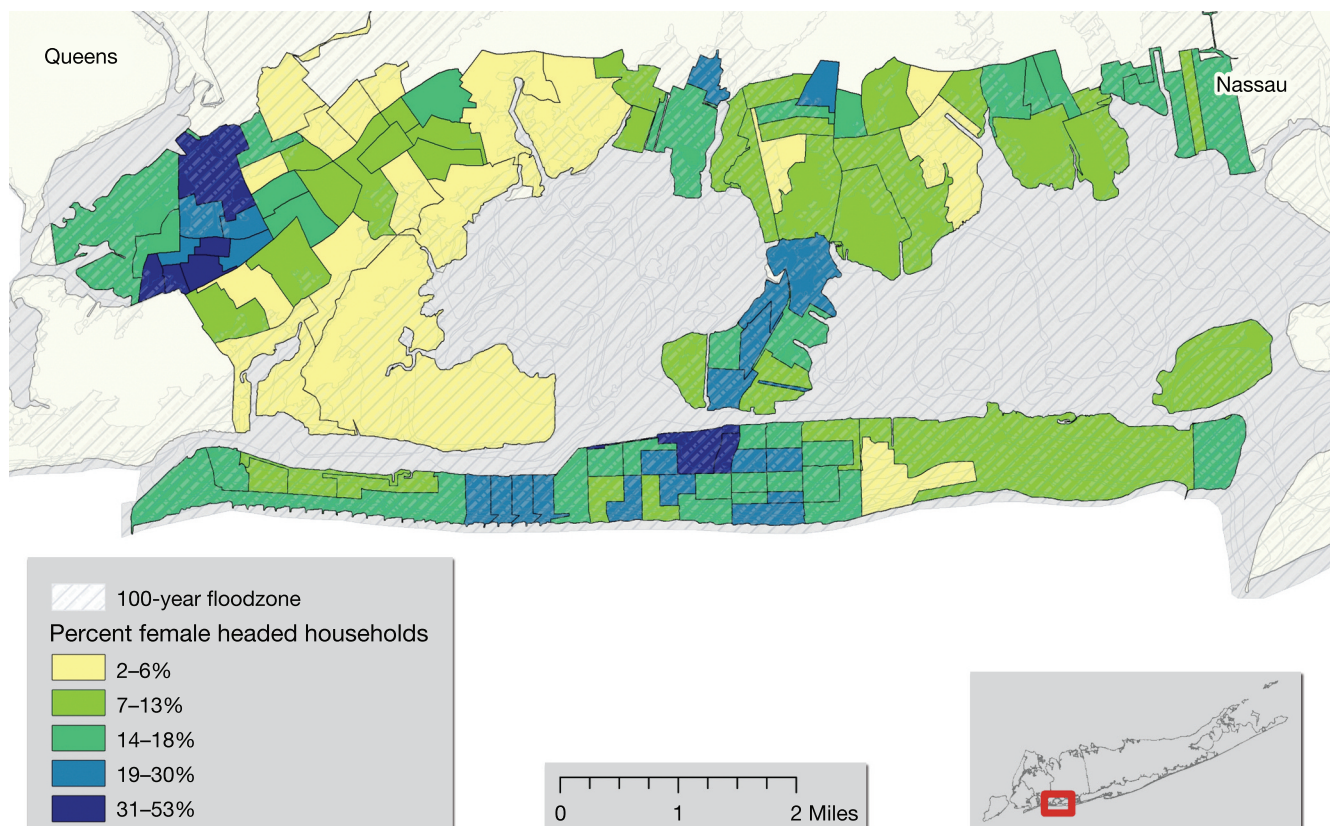 Queens
Nassau
100-year floodzone
Percent female headed households
2–6%
7–13%
14–18%
19–30%
31–53%
0 1 2 Miles